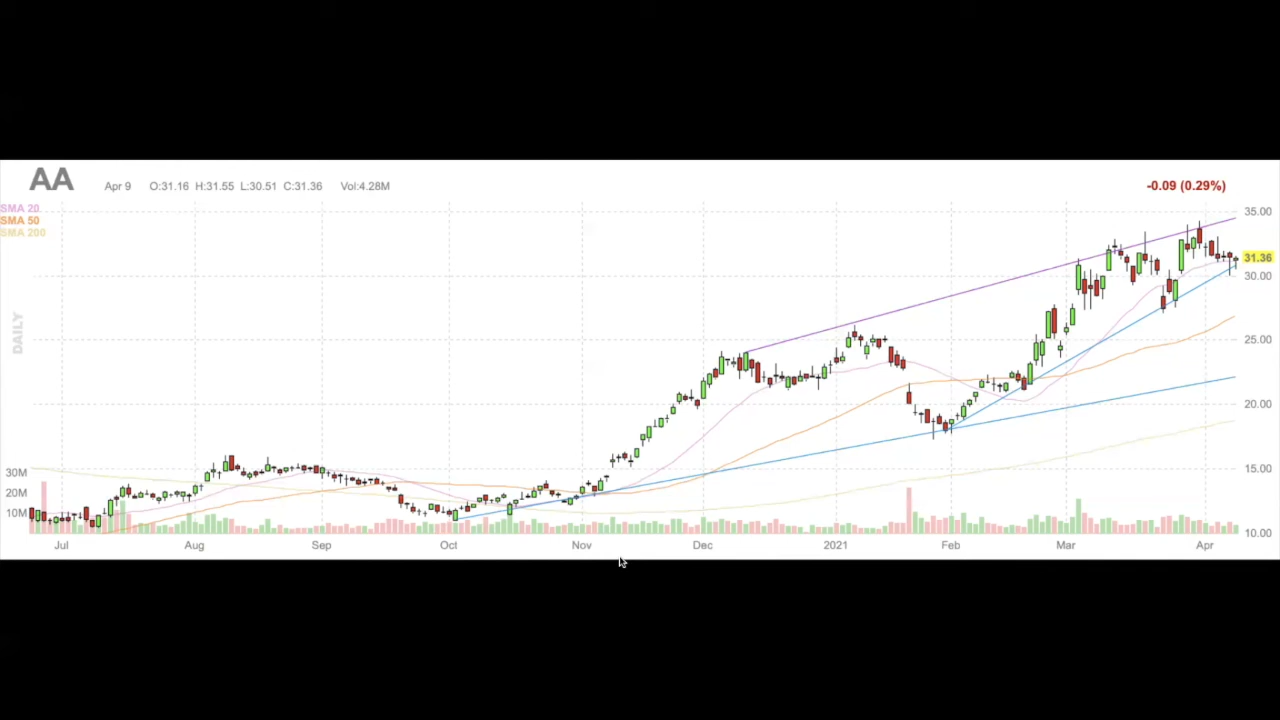 AA Apr 9 O:31.16 H:31.55 L:30.51 C:31.36 Vol:4.28M -0.09 (0.29%)
SMA 20
SMA 50
SMA 200
35.00
31.36
30.00
25.00
20.00
15.00
10.00
DAILY
30M
20M
10M
Jul Aug Sep Oct Nov Dec 2021 Feb Mar Apr